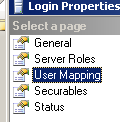 Login Properties
Select a page
General
Server Roles
User Mapping
Securables
Status